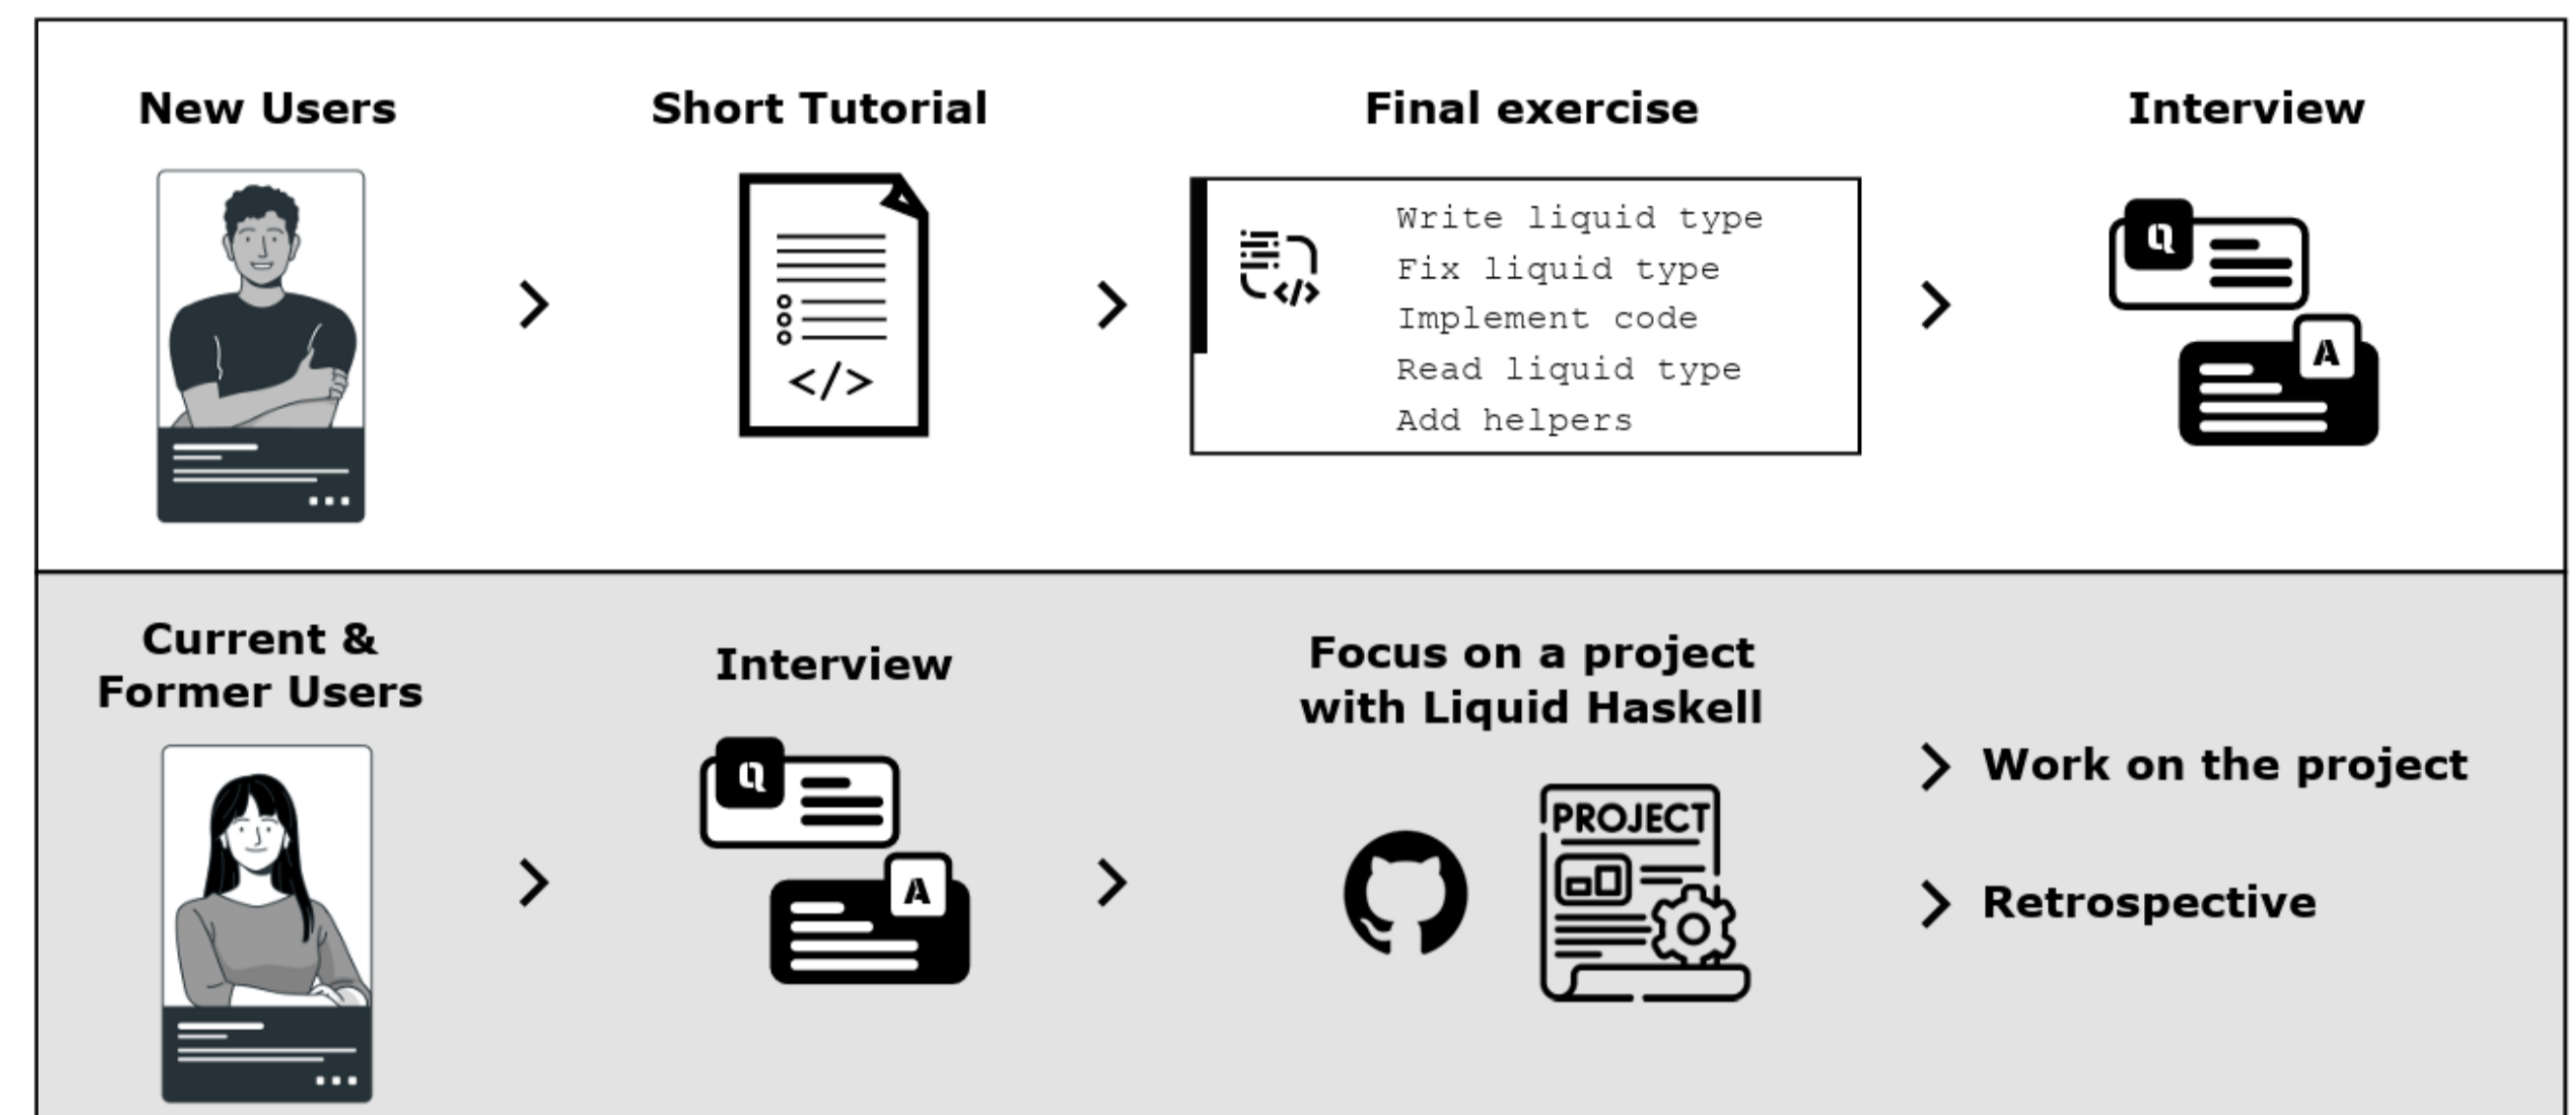 New Users
Short Tutorial
Final exercise
Interview
Write liquid type
Fix liquid type
Implement code
Read liquid type
Add helpers
</>
</>
Q
A
Current &
Former Users
Interview
Focus on a project
with Liquid Haskell
Q
A
PROJECT
Work on the project
Retrospective